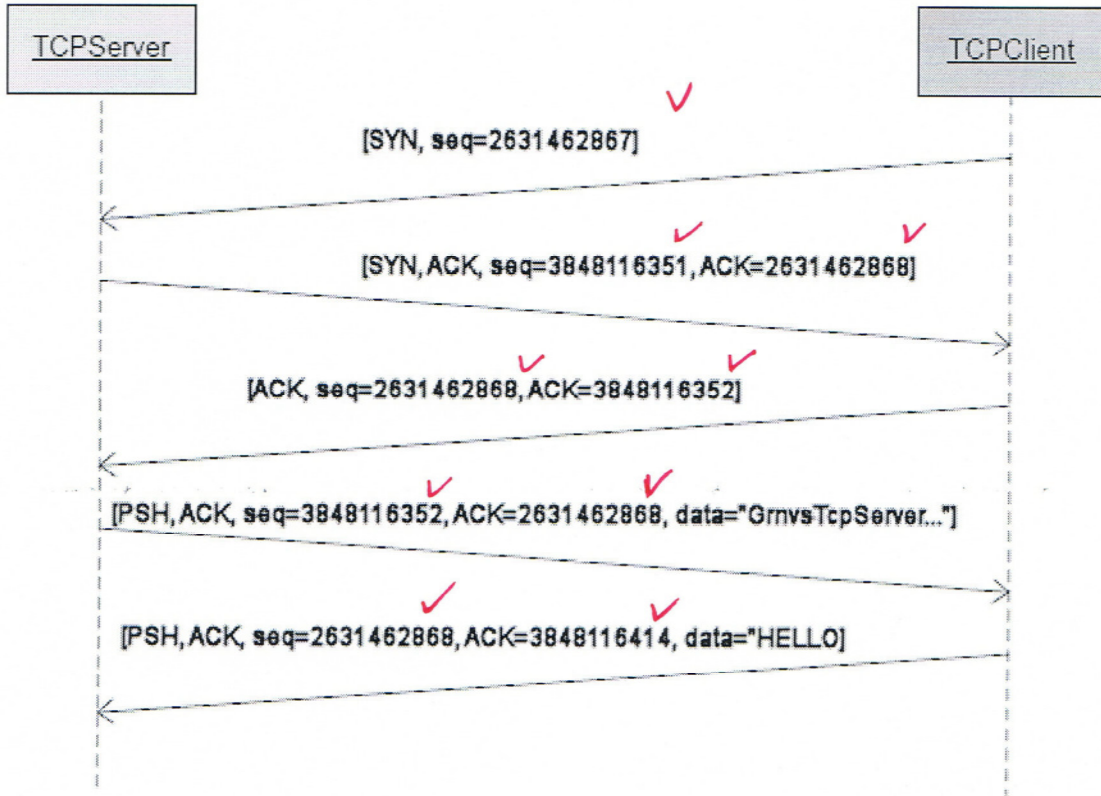 TCPServer
TCPClient
[SYN, seq=2631462867]
[SYN,ACK, seq=3848116351,ACK=2631462868]
[ACK, seq=2631462868,ACK=3848116352]
[PSH,ACK, seq=3848116352,ACK=2631462868, data="GrnvsTcpServer..."]
[PSH,ACK, seq=2631462868,ACK=3848116414, data="HELLO]